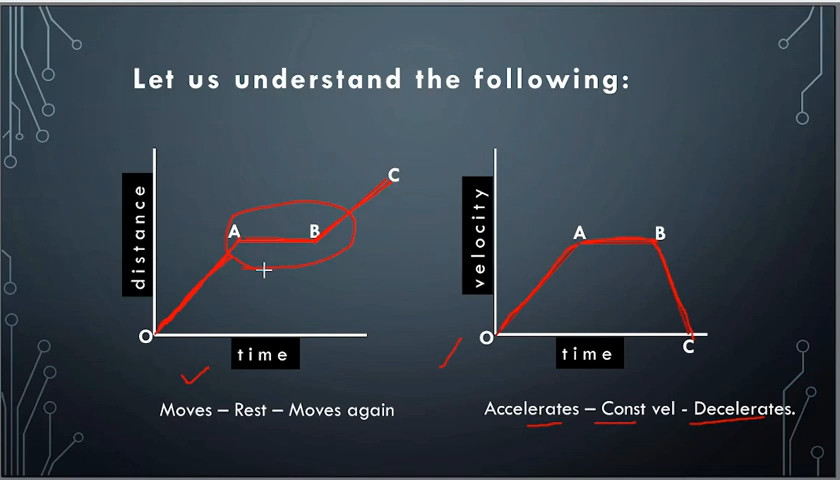 Let us understand the following:
distance
A
B
C
O
time
Moves – Rest – Moves again
velocity
A
B
O
C
time
Accelerates – Const vel - Decelerates.